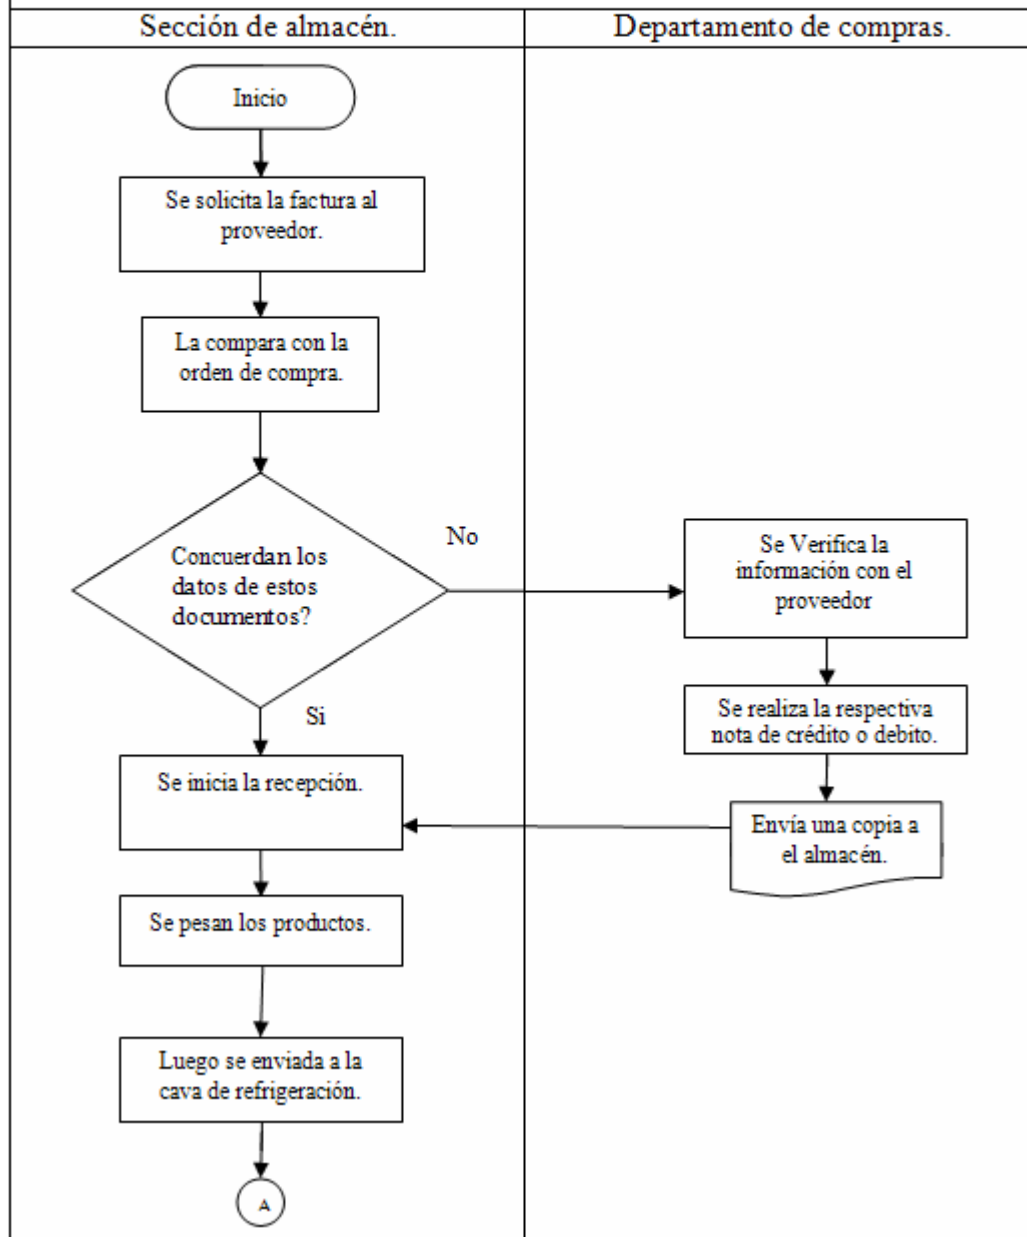 Sección de almacén.
Departamento de compras.
Inicio
Se solicita la factura al
proveedor.
La compara con la
orden de compra.
Concuerdan los
datos de estos
documentos?
No
Se Verifica la
información con el
proveedor
Se realiza la respectiva
nota de crédito o debito.
Envía una copia a
el almacén.
Si
Se inicia la recepción.
Se pesan los productos.
Luego se enviada a la
cava de refrigeración.
A